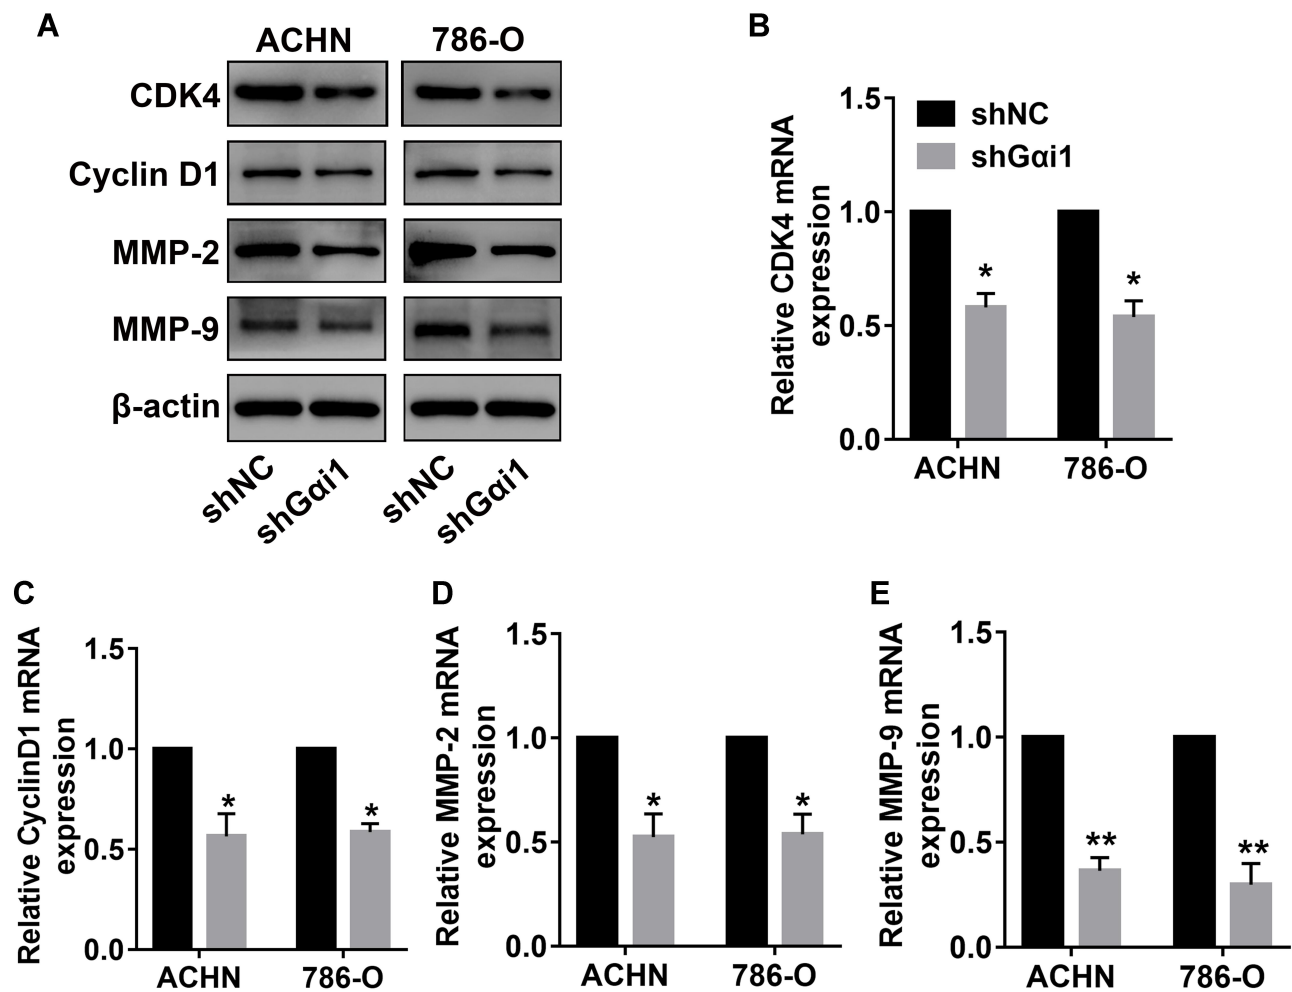 A
ACHN 786-O
CDK4
Cyclin D1
MMP-2
MMP-9
β-actin
shNC shGαi1 shNC shGαi1
B
Relative CDK4 mRNA
expression
1.5
1.0
0.5
0.0
shNC
shGαi1
* *
ACHN 786-O
C
Relative CyclinD1 mRNA
expression
1.5
1.0
0.5
0.0
* *
ACHN 786-O
D
Relative MMP-2 mRNA
expression
1.5
1.0
0.5
0.0
* *
ACHN 786-O
E
Relative MMP-9 mRNA
expression
1.5
1.0
0.5
0.0
** **
ACHN 786-O